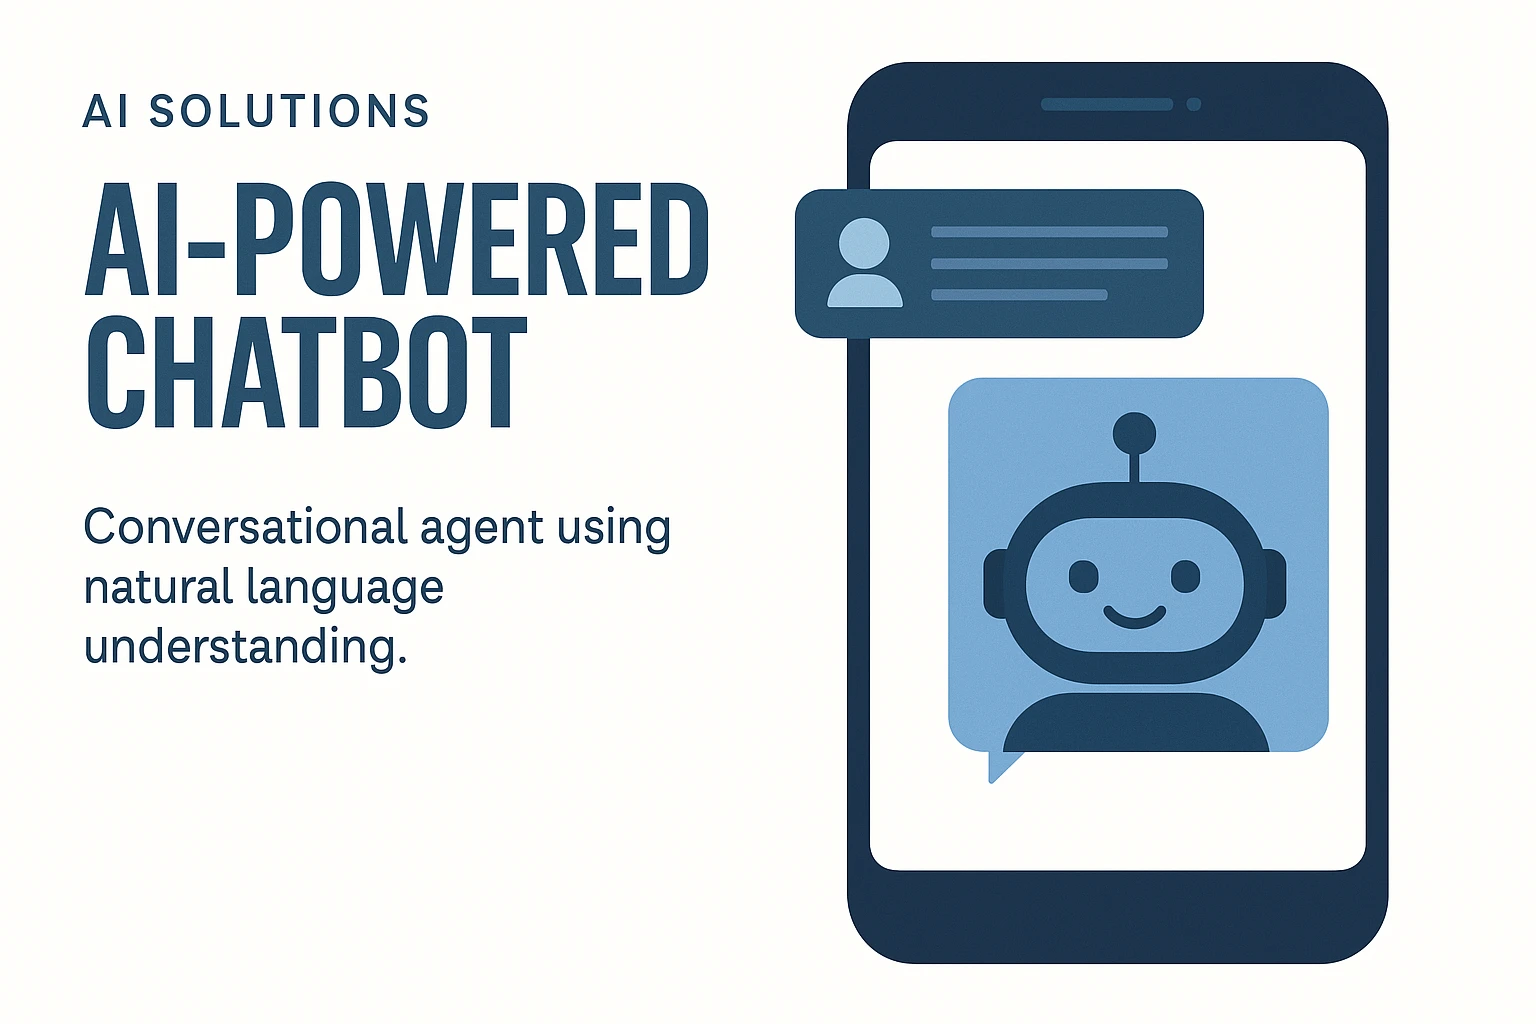 AI SOLUTIONS
AI-POWERED
CHATBOT
Conversational agent using
natural language
understanding.